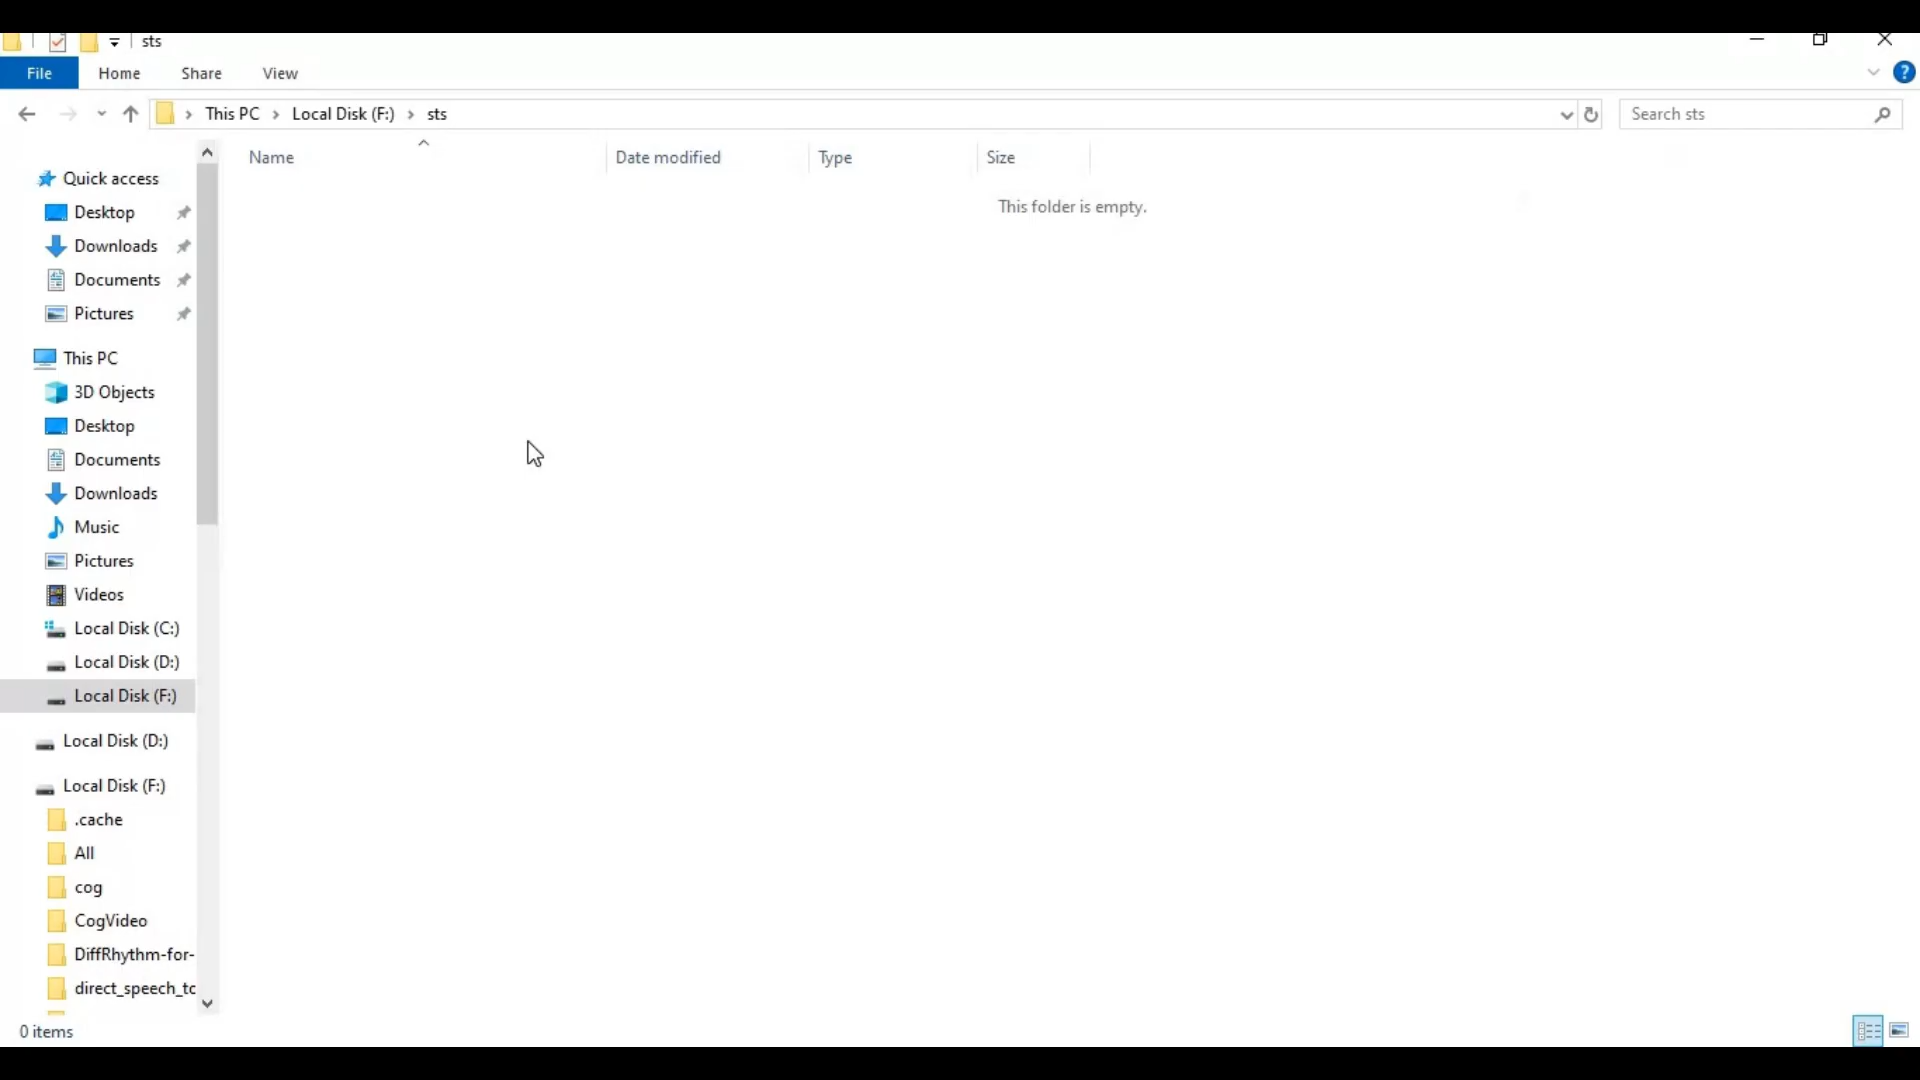 sts
File Home Share View
This PC Local Disk (F:) sts
Search sts
Name Date modified Type Size
This folder is empty.
Quick access
Desktop
Downloads
Documents
Pictures
This PC
3D Objects
Desktop
Documents
Downloads
Music
Pictures
Videos
Local Disk (C:)
Local Disk (D:)
Local Disk (F:)
Local Disk (D:)
Local Disk (F:)
.cache
All
cog
CogVideo
DiffRhythm-for-
direct_speech_tc
0 items